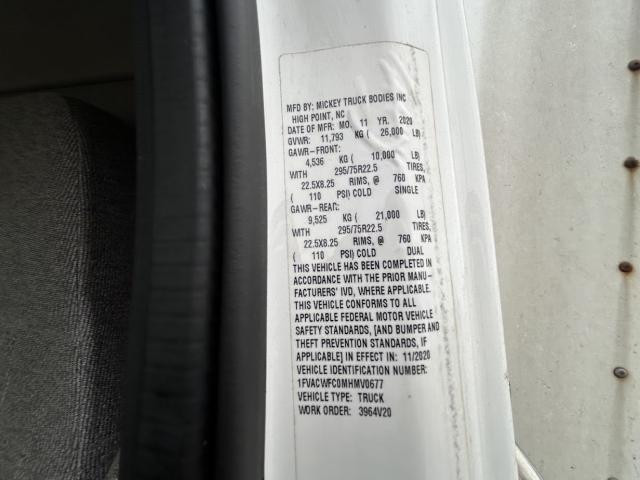 MFD BY: MICKEY TRUCK BODIES INC
HIGH POINT, NC
DATE OF MFR: MO. 11 YR. 2020
GVWR: 11,793 KG ( 26,000 LB)
GAWR-FRONT:
4,536 KG ( 10,000 LB)
WITH 295/75R22.5 TIRES,
22.5X8.25 RIMS, @ 760 KPA
( 110 PSI) COLD SINGLE
GAWR-REAR:
9,525 KG ( 21,000 LB)
WITH 295/75R22.5 TIRES,
22.5X8.25 RIMS, @ 760 KPA
( 110 PSI) COLD DUAL
THIS VEHICLE HAS BEEN COMPLETED IN
ACCORDANCE WITH THE PRIOR MANU-
FACTURERS' IVD, WHERE APPLICABLE.
THIS VEHICLE CONFORMS TO ALL
APPLICABLE FEDERAL MOTOR VEHICLE
SAFETY STANDARDS, [AND BUMPER AND
THEFT PREVENTION STANDARDS, IF
APPLICABLE] IN EFFECT IN: 11/2020
VEHICLE IDENTIFICATION NUMBER:
1FVACWFC0MHMV0677
VEHICLE TYPE: TRUCK
WORK ORDER: 3964V20